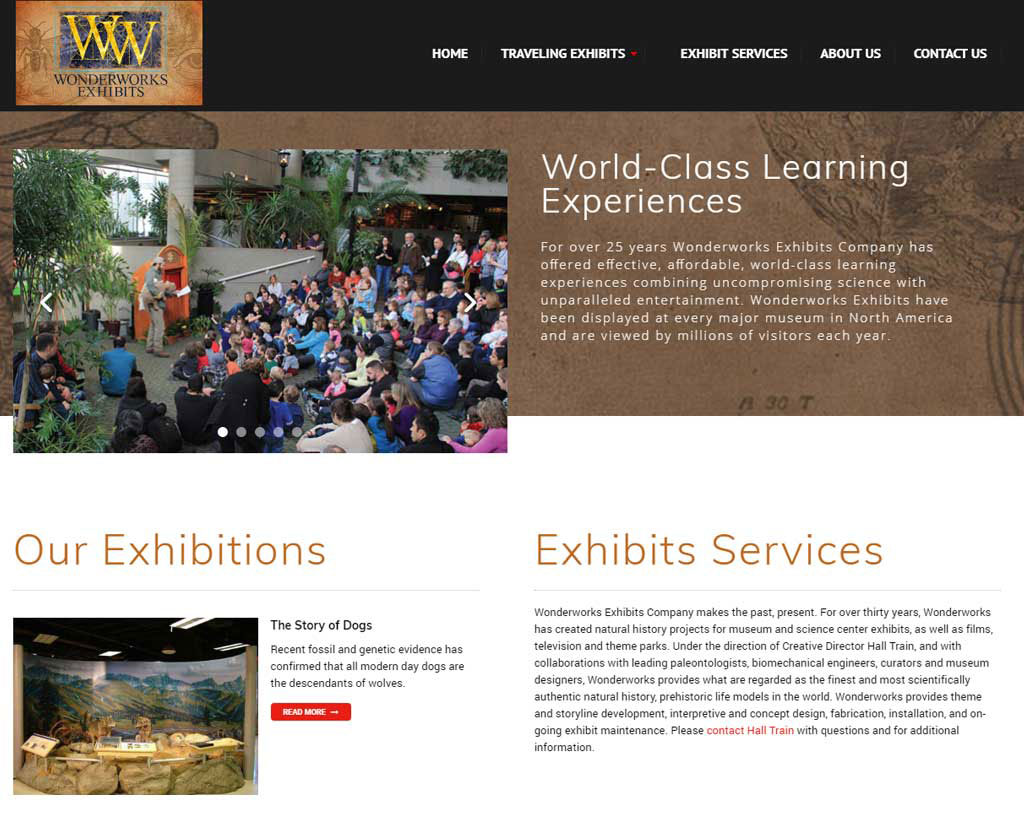 WW
WONDERWORKS
EXHIBITS
HOME
TRAVELING EXHIBITS
EXHIBIT SERVICES
ABOUT US
CONTACT US
World-Class Learning
Experiences
For over 25 years Wonderworks Exhibits Company has
offered effective, affordable, world-class learning
experiences combining uncompromising science with
unparalleled entertainment. Wonderworks Exhibits have
been displayed at every major museum in North America
and are viewed by millions of visitors each year.
Our Exhibitions
The Story of Dogs
Recent fossil and genetic evidence has
confirmed that all modern day dogs are
the descendants of wolves.
READ MORE
Exhibits Services
Wonderworks Exhibits Company makes the past, present. For over thirty years, Wonderworks
has created natural history projects for museum and science center exhibits, as well as films,
television and theme parks. Under the direction of Creative Director Hall Train, and with
collaborations with leading paleontologists, biomechanical engineers, curators and museum
designers, Wonderworks provides what are regarded as the finest and most scientifically
authentic natural history, prehistoric life models in the world. Wonderworks provides theme
and storyline development, interpretive and concept design, fabrication, installation, and on-
going exhibit maintenance. Please contact Hall Train with questions and for additional
information.